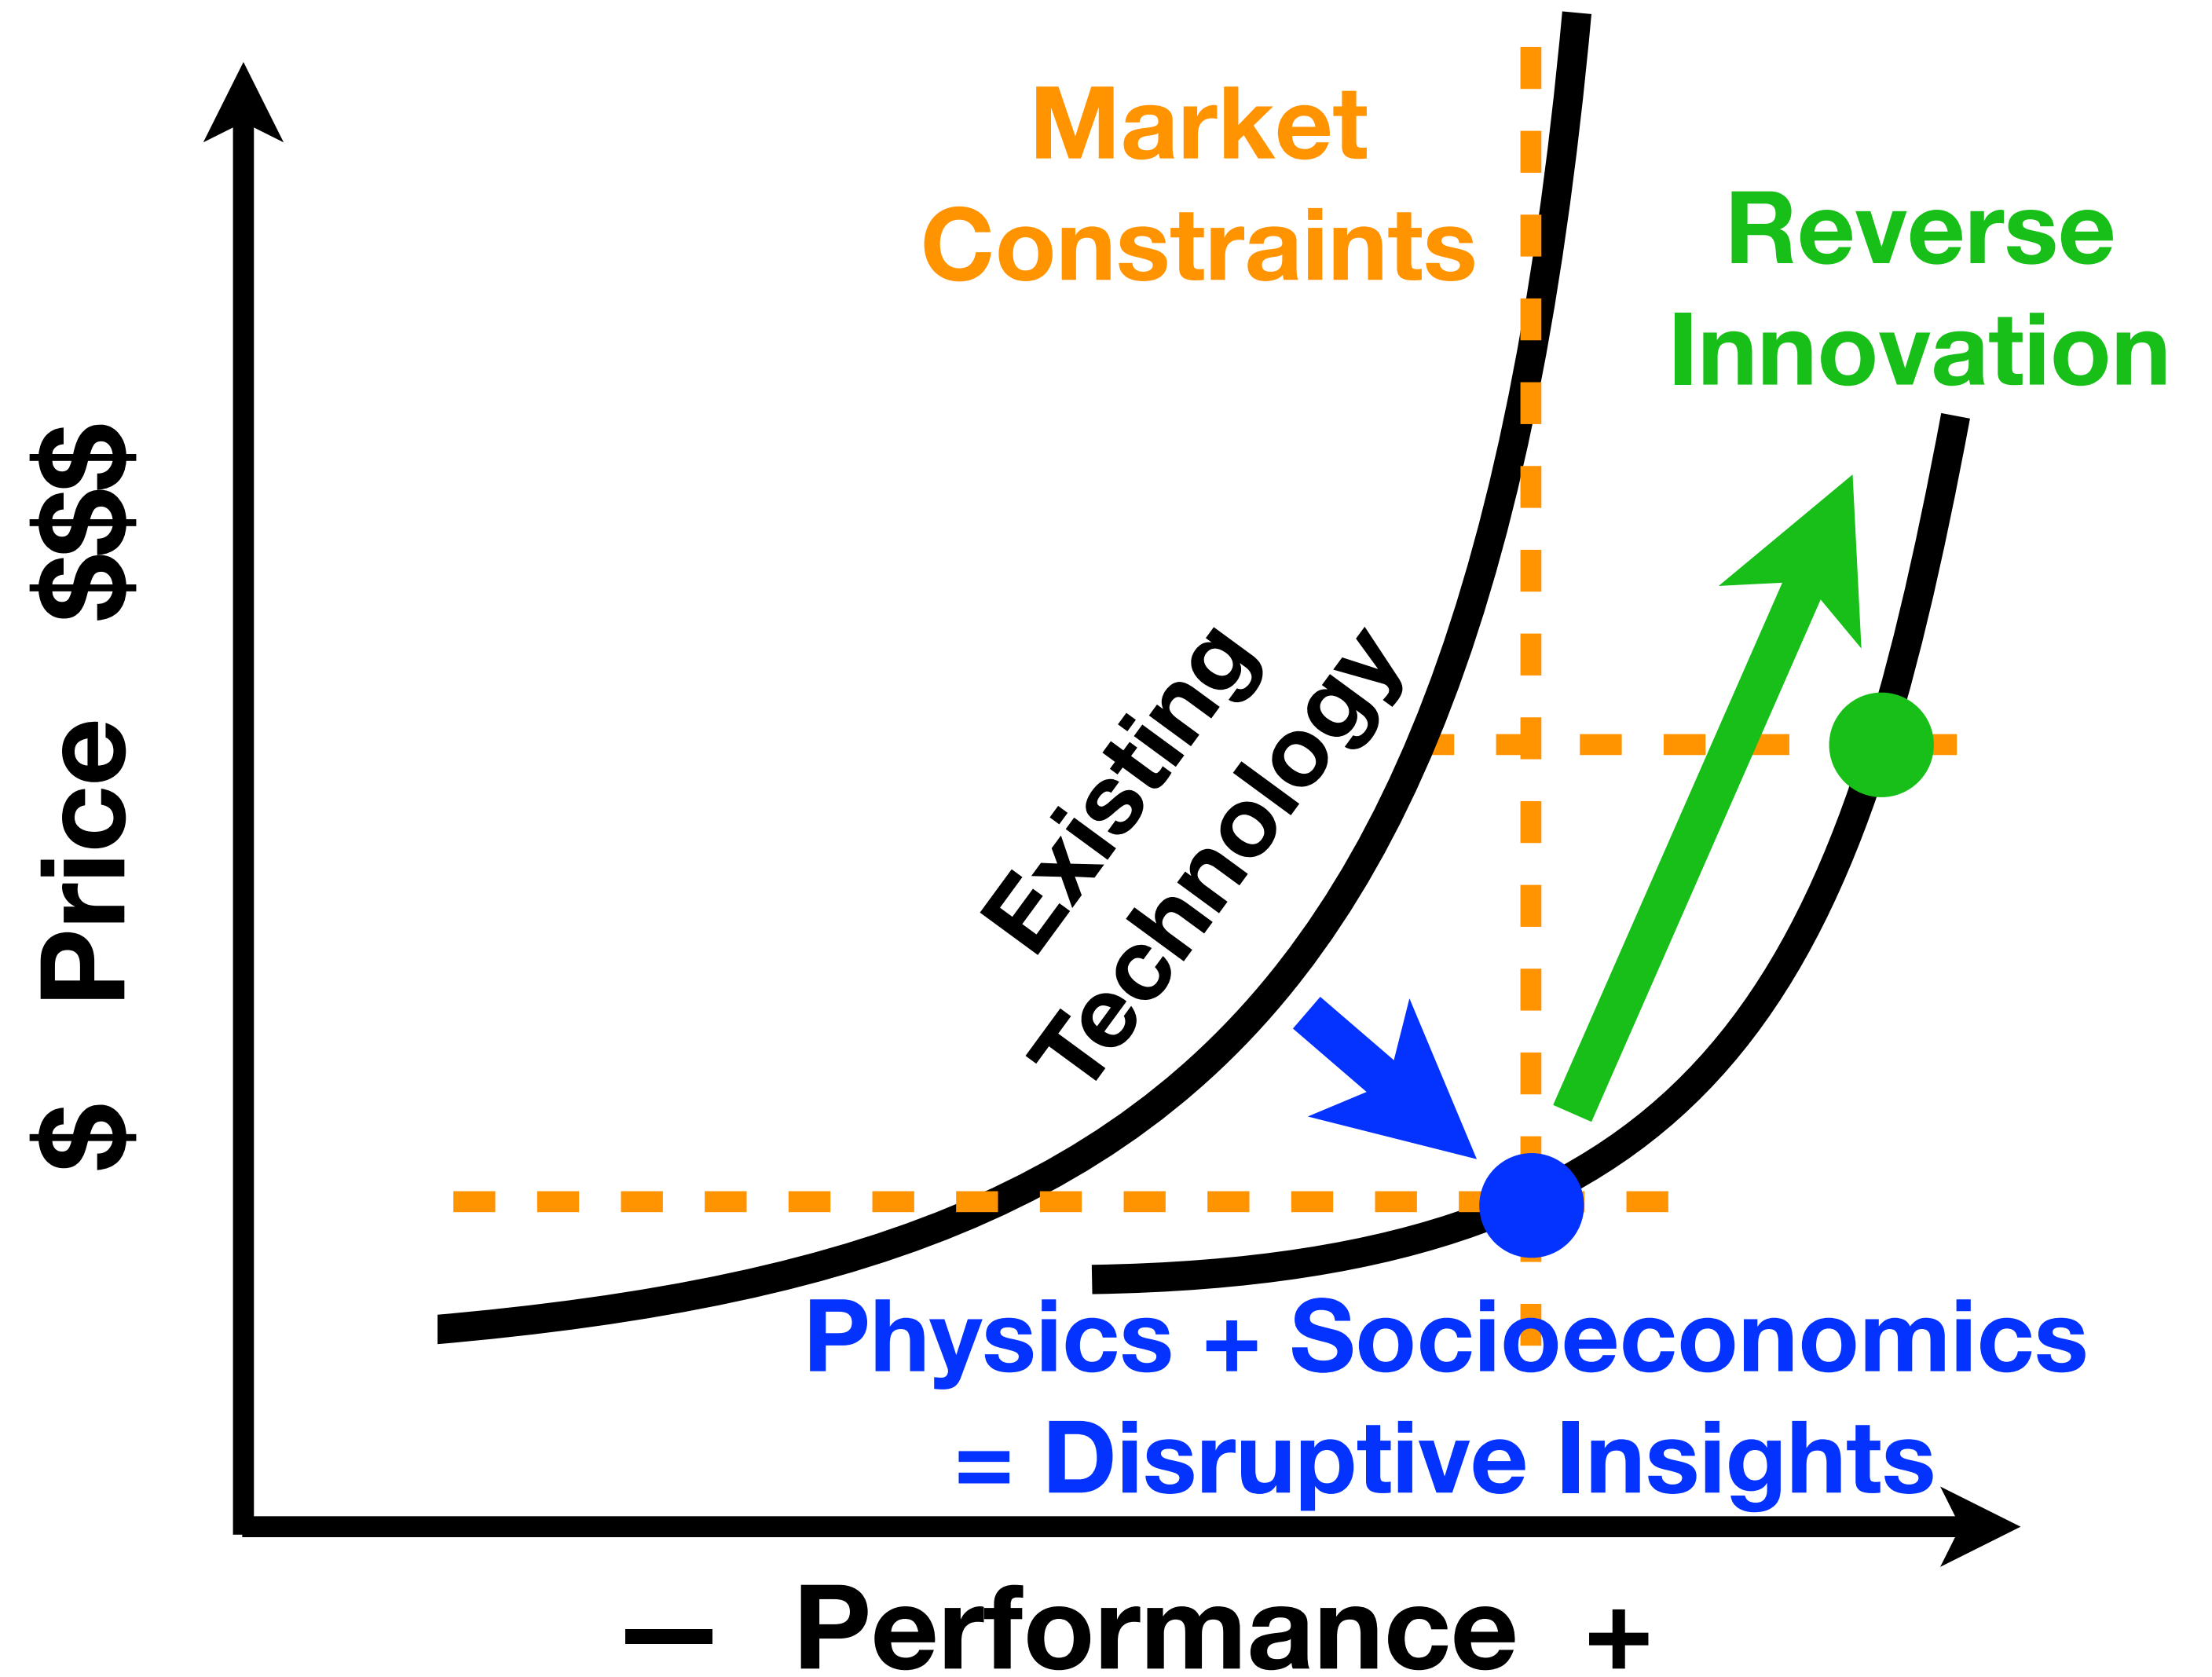 Market
Constraints
Reverse
Innovation
$ Price $$$
Existing
Technology
Physics + Socioeconomics
= Disruptive Insights
– Performance +